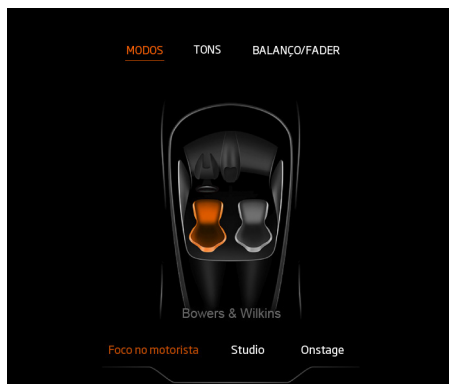 MODOS TONS BALANÇO/FADER
Bowers & Wilkins
Foco no motorista Studio Onstage